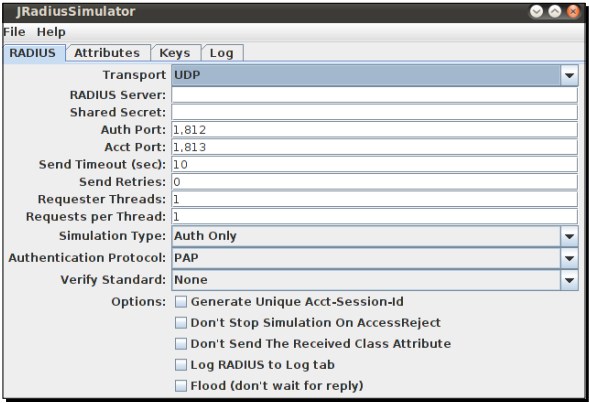 JRadiusSimulator
File Help
RADIUS Attributes Keys Log
Transport UDP
RADIUS Server:
Shared Secret:
Auth Port: 1,812
Acct Port: 1,813
Send Timeout (sec): 10
Send Retries: 0
Requester Threads: 1
Requests per Thread: 1
Simulation Type: Auth Only
Authentication Protocol: PAP
Verify Standard: None
Options: Generate Unique Acct-Session-Id
Don't Stop Simulation On AccessReject
Don't Send The Received Class Attribute
Log RADIUS to Log tab
Flood (don't wait for reply)